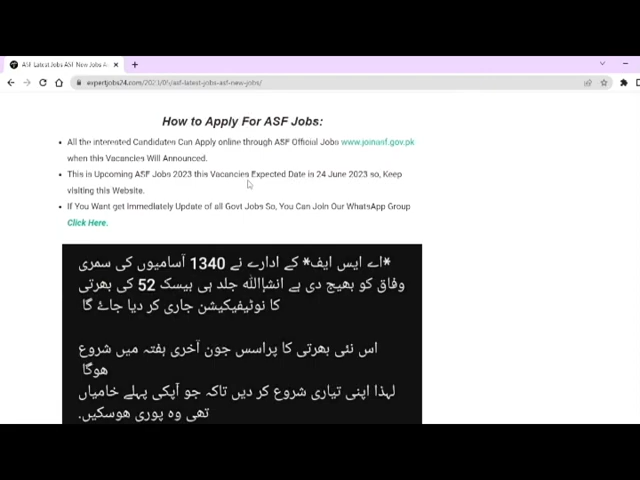 ASF Latest Jobs ASF New Jobs A
expertjobs24.com/2023/05/asf-latest-jobs-asf-new-jobs/
How to Apply For ASF Jobs:
All the interested Candidates Can Apply online through ASF Official Jobs www.joinasf.gov.pk
when this Vacancies Will Announced.
This in Upcoming ASF Jobs 2023 this Vacancies Expected Date in 24 June 2023 so, Keep
visiting this Website.
If You Want get Immediately Update of all Govt Jobs So, You Can Join Our WhatsApp Group
Click Here.
*اے ایس ایف* کے ادارے نے 1340 آسامیوں کی سمری
وفاق کو بھیج دی ہے انشاﷲ جلد ہی بیسک 52 کی بھرتی
کا نوٹیفیکیشن جاری کر دیا جاۓ گا
اس نئی بھرتی کا پراسس جون آخری ہفتہ میں شروع
ھوگا
لہذا اپنی تیاری شروع کر دیں تاکہ جو آپکی پہلے خامیاں
تھی وہ پوری ھوسکیں.